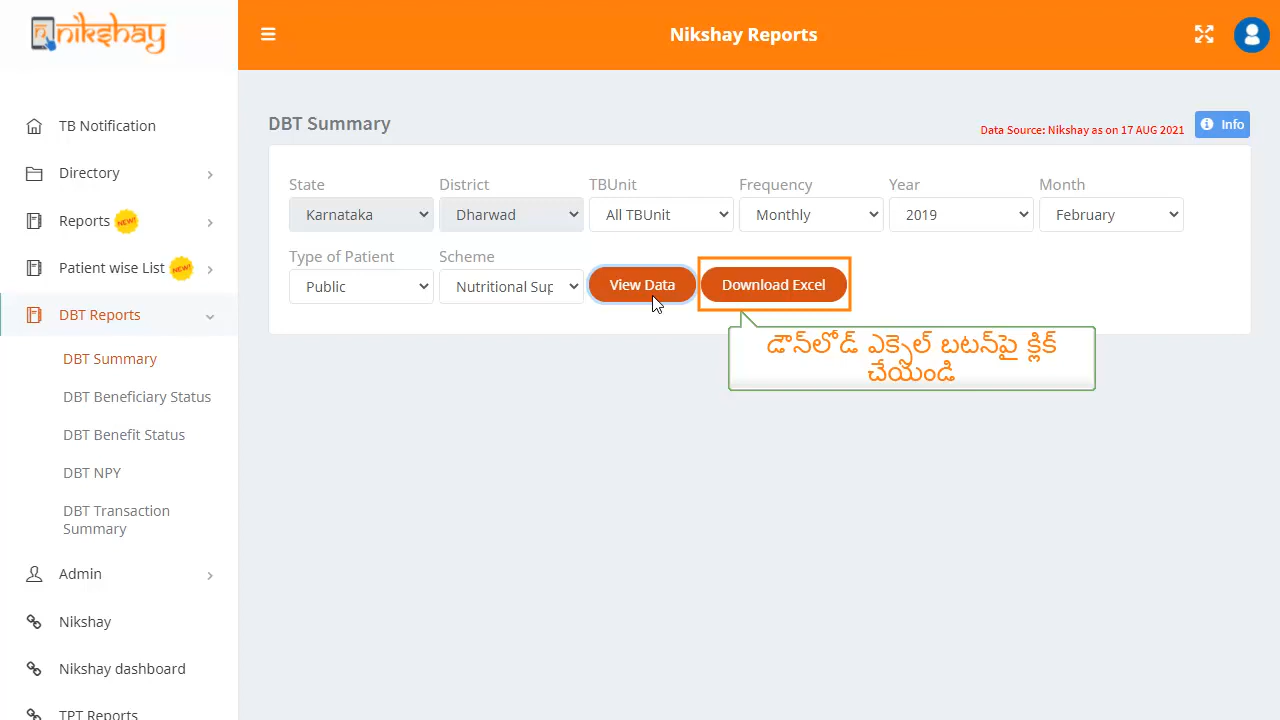 nikshay
Nikshay Reports
TB Notification
Directory
Reports NEW!
Patient wise List NEW!
DBT Reports
DBT Summary
DBT Beneficiary Status
DBT Benefit Status
DBT NPY
DBT Transaction
Summary
Admin
Nikshay
Nikshay dashboard
TPT Reports
DBT Summary
Data Source: Nikshay as on 17 AUG 2021
Info
State District TBUnit Frequency Year Month
Karnataka Dharwad All TBUnit Monthly 2019 February
Type of Patient Scheme
Public Nutritional Sup View Data Download Excel
డౌన్‌లోడ్ ఎక్సెల్ బటన్‌పై క్లిక్
చేయండి